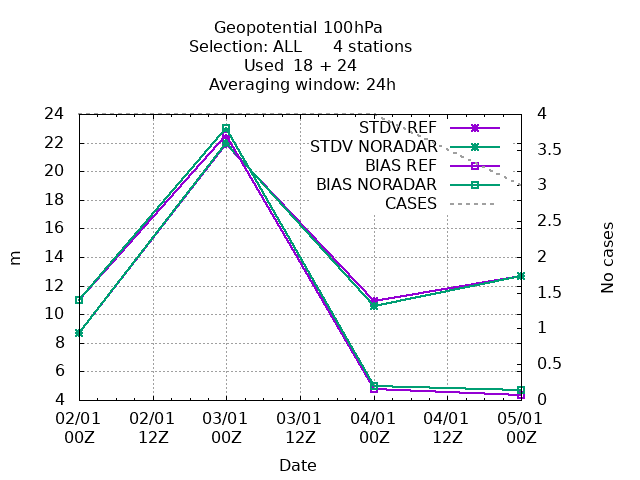 Geopotential 100hPa
Selection: ALL 4 stations
Used 18 + 24
Averaging window: 24h
STDV REF
STDV NORADAR
BIAS REF
BIAS NORADAR
CASES
24
22
20
18
16
14
12
10
8
6
4
m
4
3.5
3
2.5
2
1.5
1
0.5
0
No cases
02/01 02/01 03/01 03/01 04/01 04/01 05/01
00Z 12Z 00Z 12Z 00Z 12Z 00Z
Date